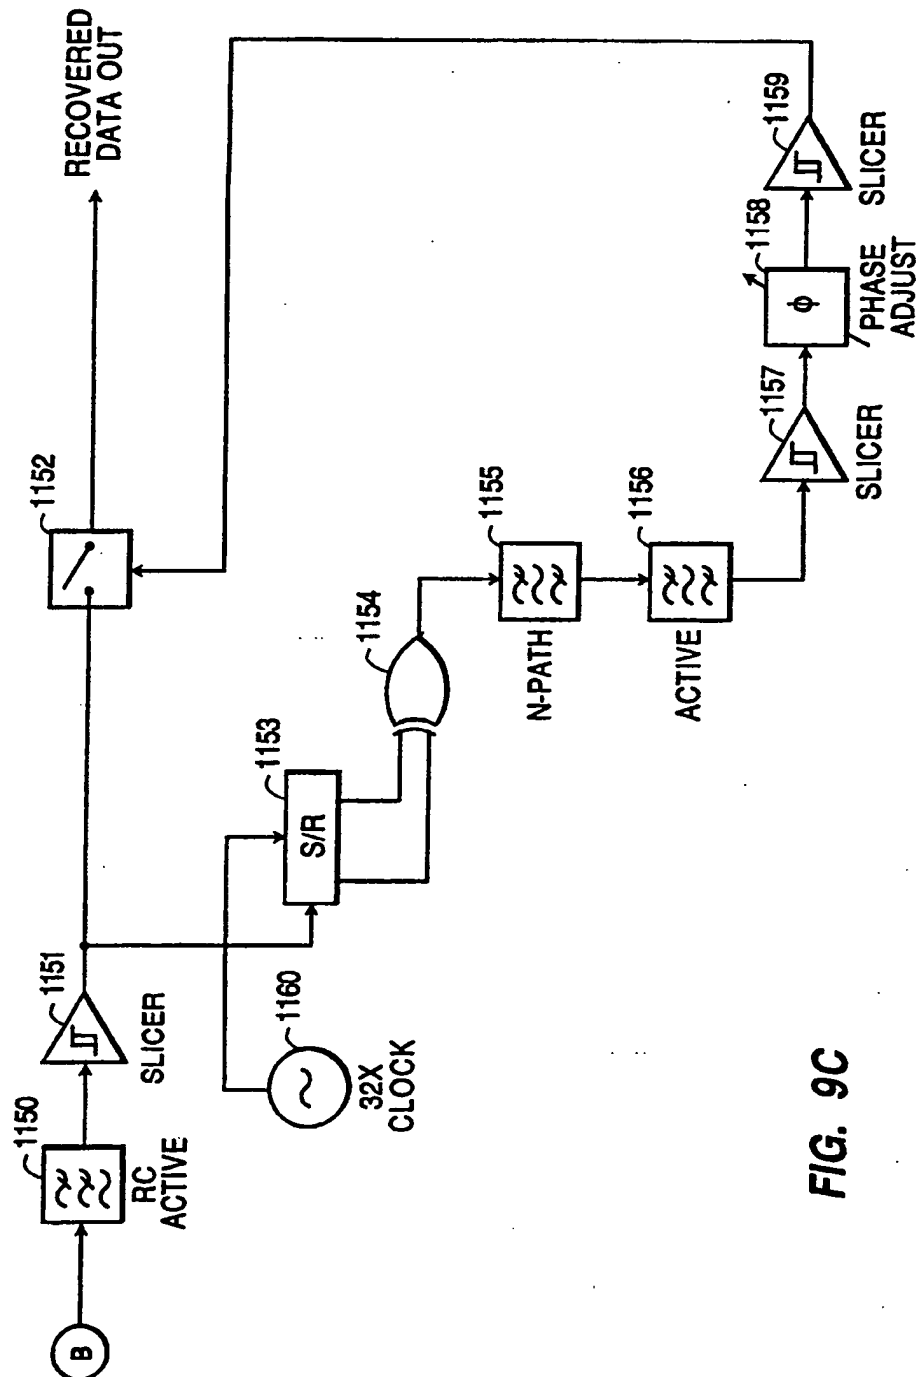 B
1150
RC
ACTIVE
1151
SLICER
1160
32X
CLOCK
1153
S/R
1154
1152
RECOVERED
DATA OUT
1155
N-PATH
1156
ACTIVE
1157
SLICER
1158
ϕ
PHASE
ADJUST
1159
SLICER
FIG. 9C